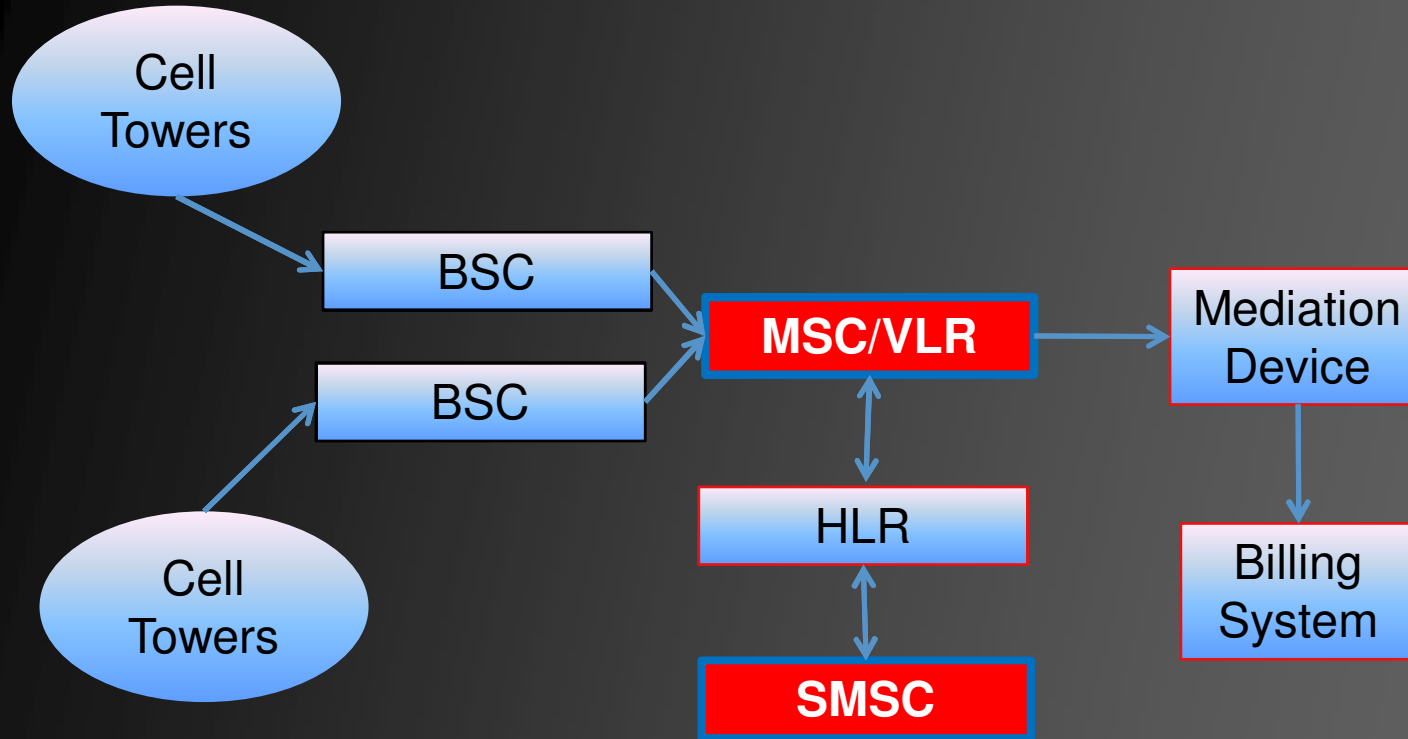 Cell
Towers
BSC
MSC/VLR
Mediation
Device
BSC
HLR
Billing
System
Cell
Towers
SMSC